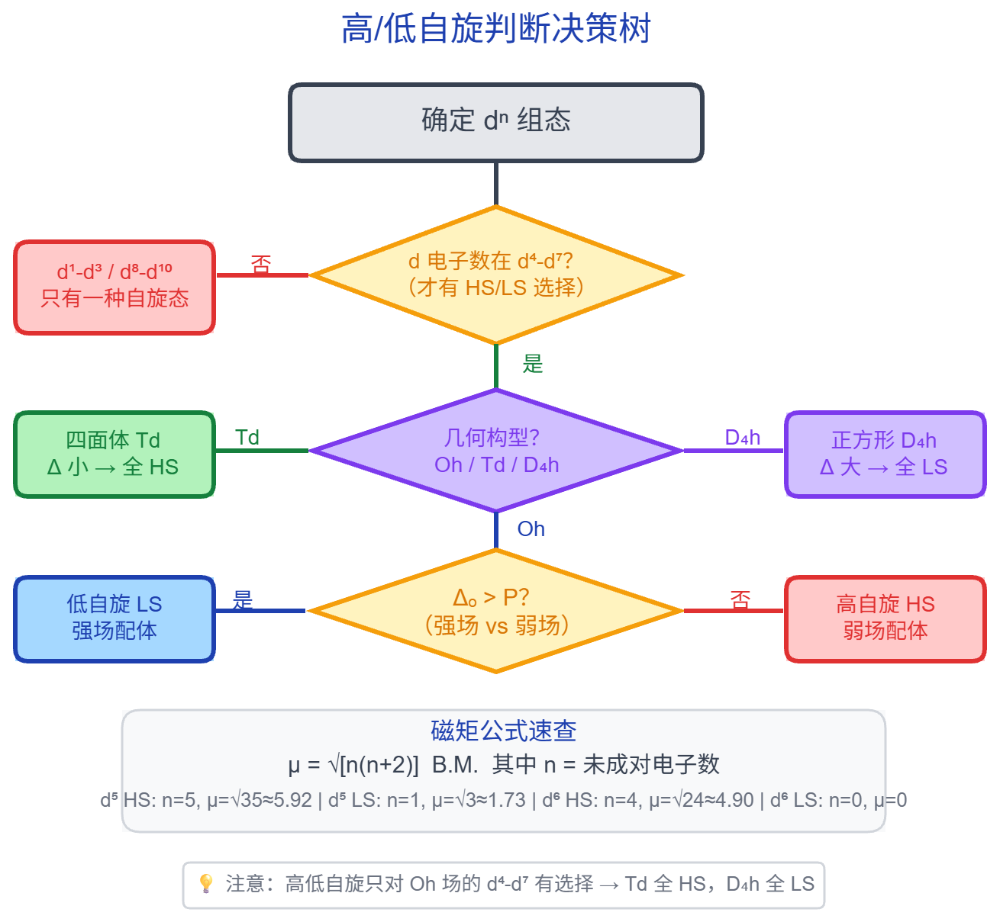 高/低自旋判断决策树
确定 dⁿ 组态
d 电子数在 d⁴-d⁷?
（才有 HS/LS 选择）
否
d¹-d³ / d⁸-d¹⁰
只有一种自旋态
是
几何构型?
Oh / Td / D₄h
Td
四面体 Td
Δ 小 → 全 HS
D₄h
正方形 D₄h
Δ 大 → 全 LS
Oh
Δₒ > P?
（强场 vs 弱场）
是
低自旋 LS
强场配体
否
高自旋 HS
弱场配体
磁矩公式速查
μ = √[n(n+2)]  B.M.  其中 n = 未成对电子数
d⁵ HS: n=5, μ=√35≈5.92 | d⁵ LS: n=1, μ=√3≈1.73 | d⁶ HS: n=4, μ=√24≈4.90 | d⁶ LS: n=0, μ=0
💡 注意：高低自旋只对 Oh 场的 d⁴-d⁷ 有选择 → Td 全 HS，D₄h 全 LS